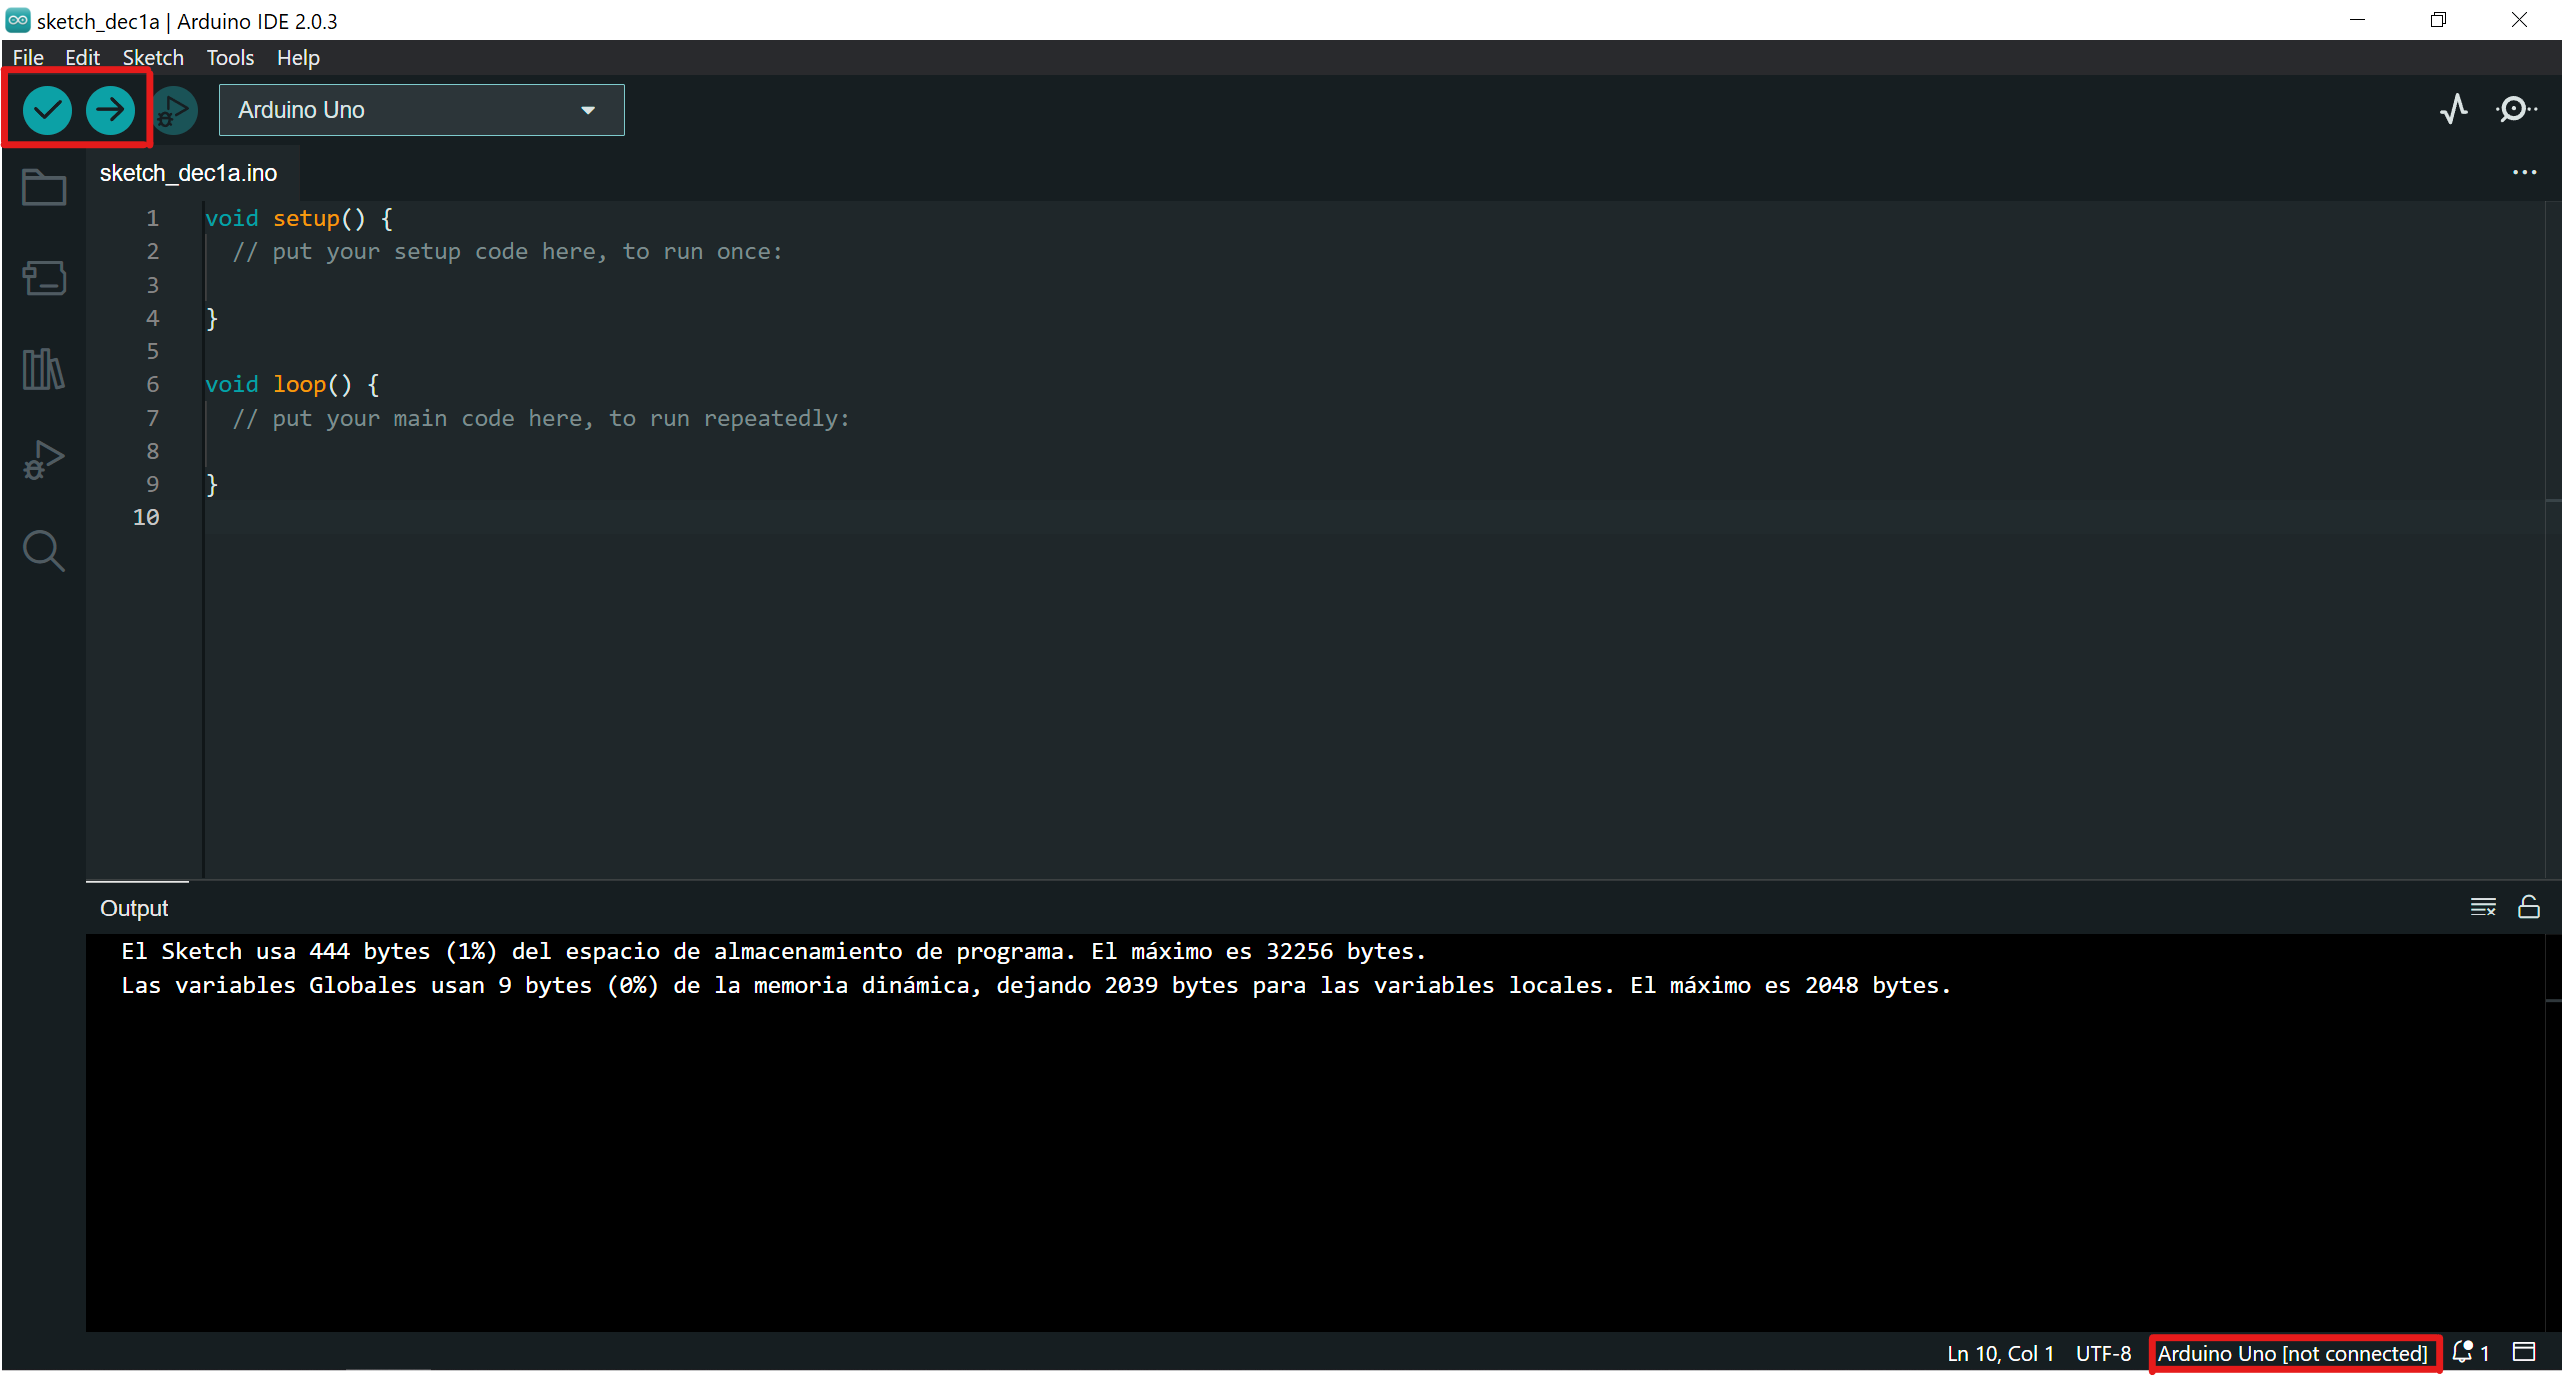 sketch_dec1a | Arduino IDE 2.0.3
File Edit Sketch Tools Help
Arduino Uno
sketch_dec1a.ino
1 void setup() {
2 // put your setup code here, to run once:
3
4 }
5
6 void loop() {
7 // put your main code here, to run repeatedly:
8
9 }
10
Output
El Sketch usa 444 bytes (1%) del espacio de almacenamiento de programa. El máximo es 32256 bytes.
Las variables Globales usan 9 bytes (0%) de la memoria dinámica, dejando 2039 bytes para las variables locales. El máximo es 2048 bytes.
Ln 10, Col 1 UTF-8 Arduino Uno [not connected] 1